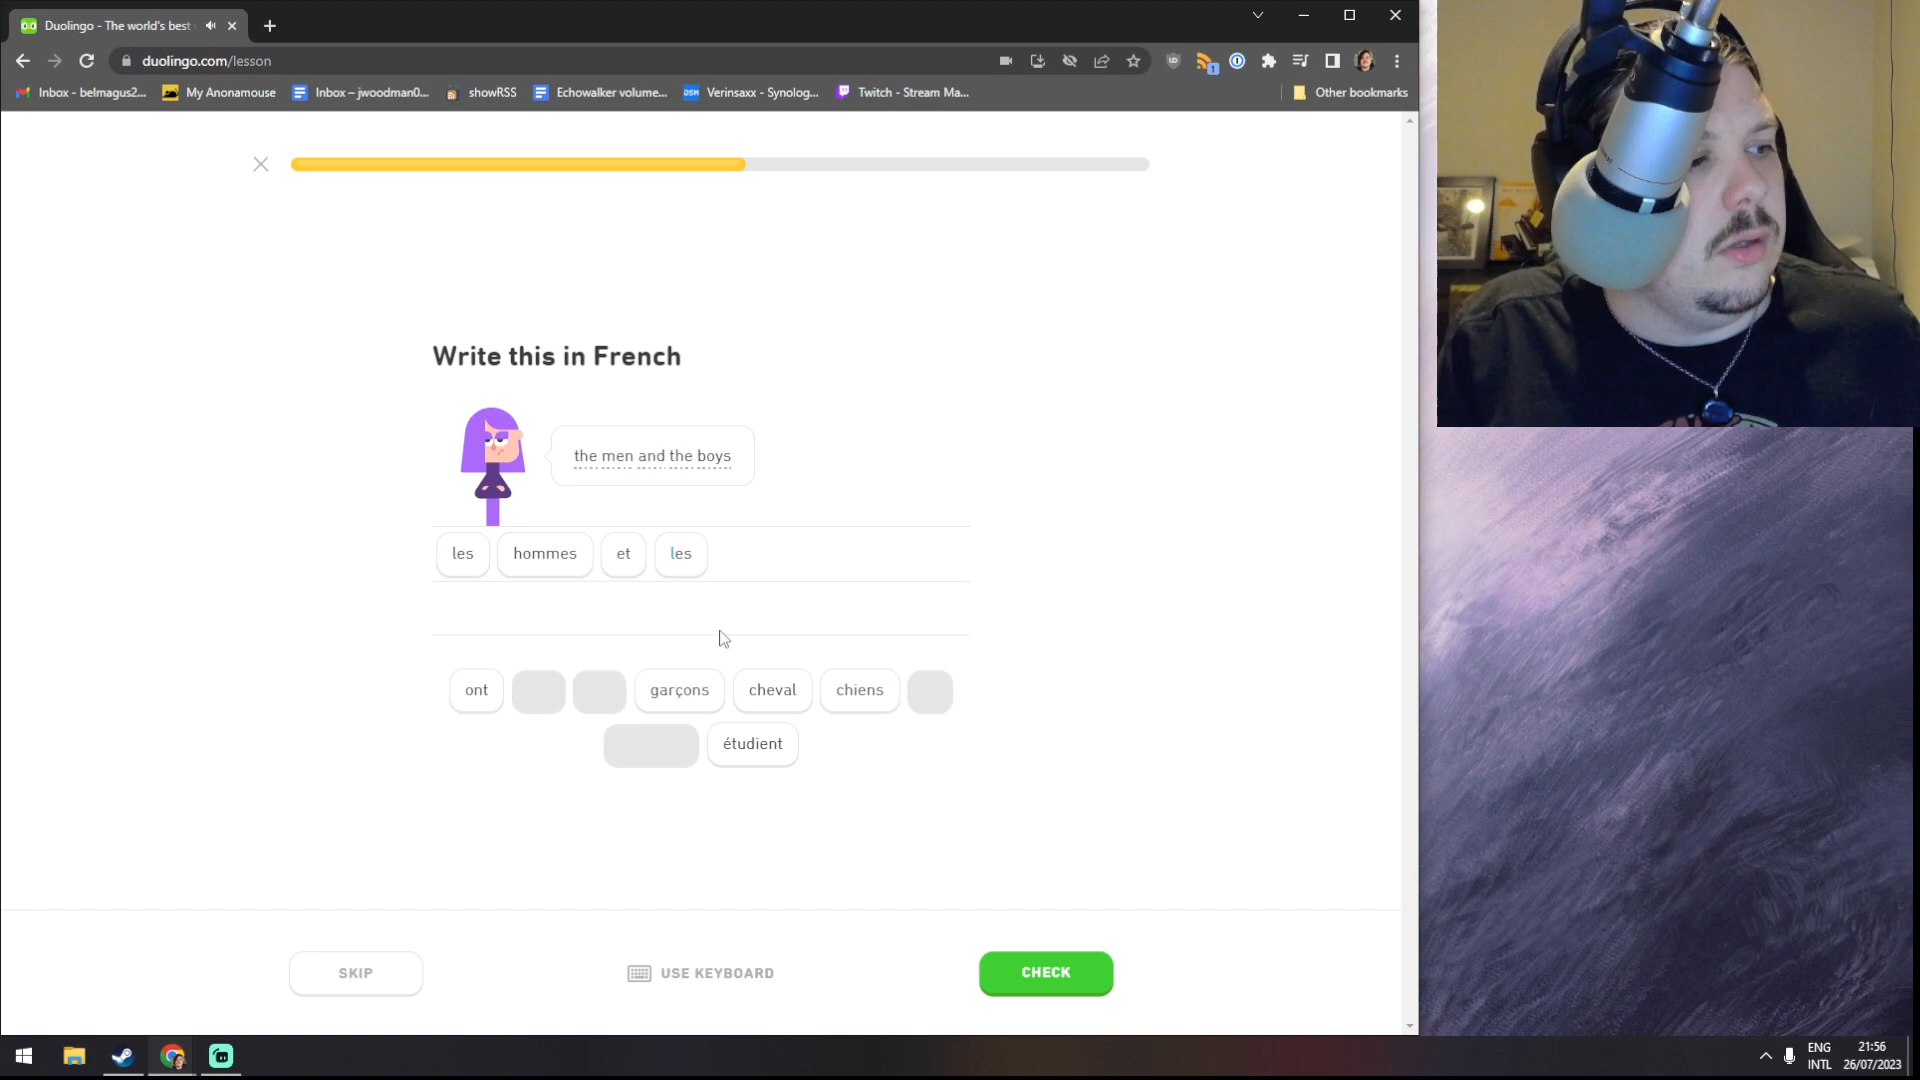 Duolingo - The world's best
duolingo.com/lesson
Inbox - belmagus2...
My Anonamouse
Inbox – jwoodman0...
showRSS
Echowalker volume...
DSM
Verinsaxx - Synolog...
Twitch - Stream Ma...
Other bookmarks
1
Write this in French
the men and the boys
les hommes et les
ont garçons cheval chiens
étudient
SKIP
USE KEYBOARD
CHECK
ENG
INTL
21:56
26/07/2023